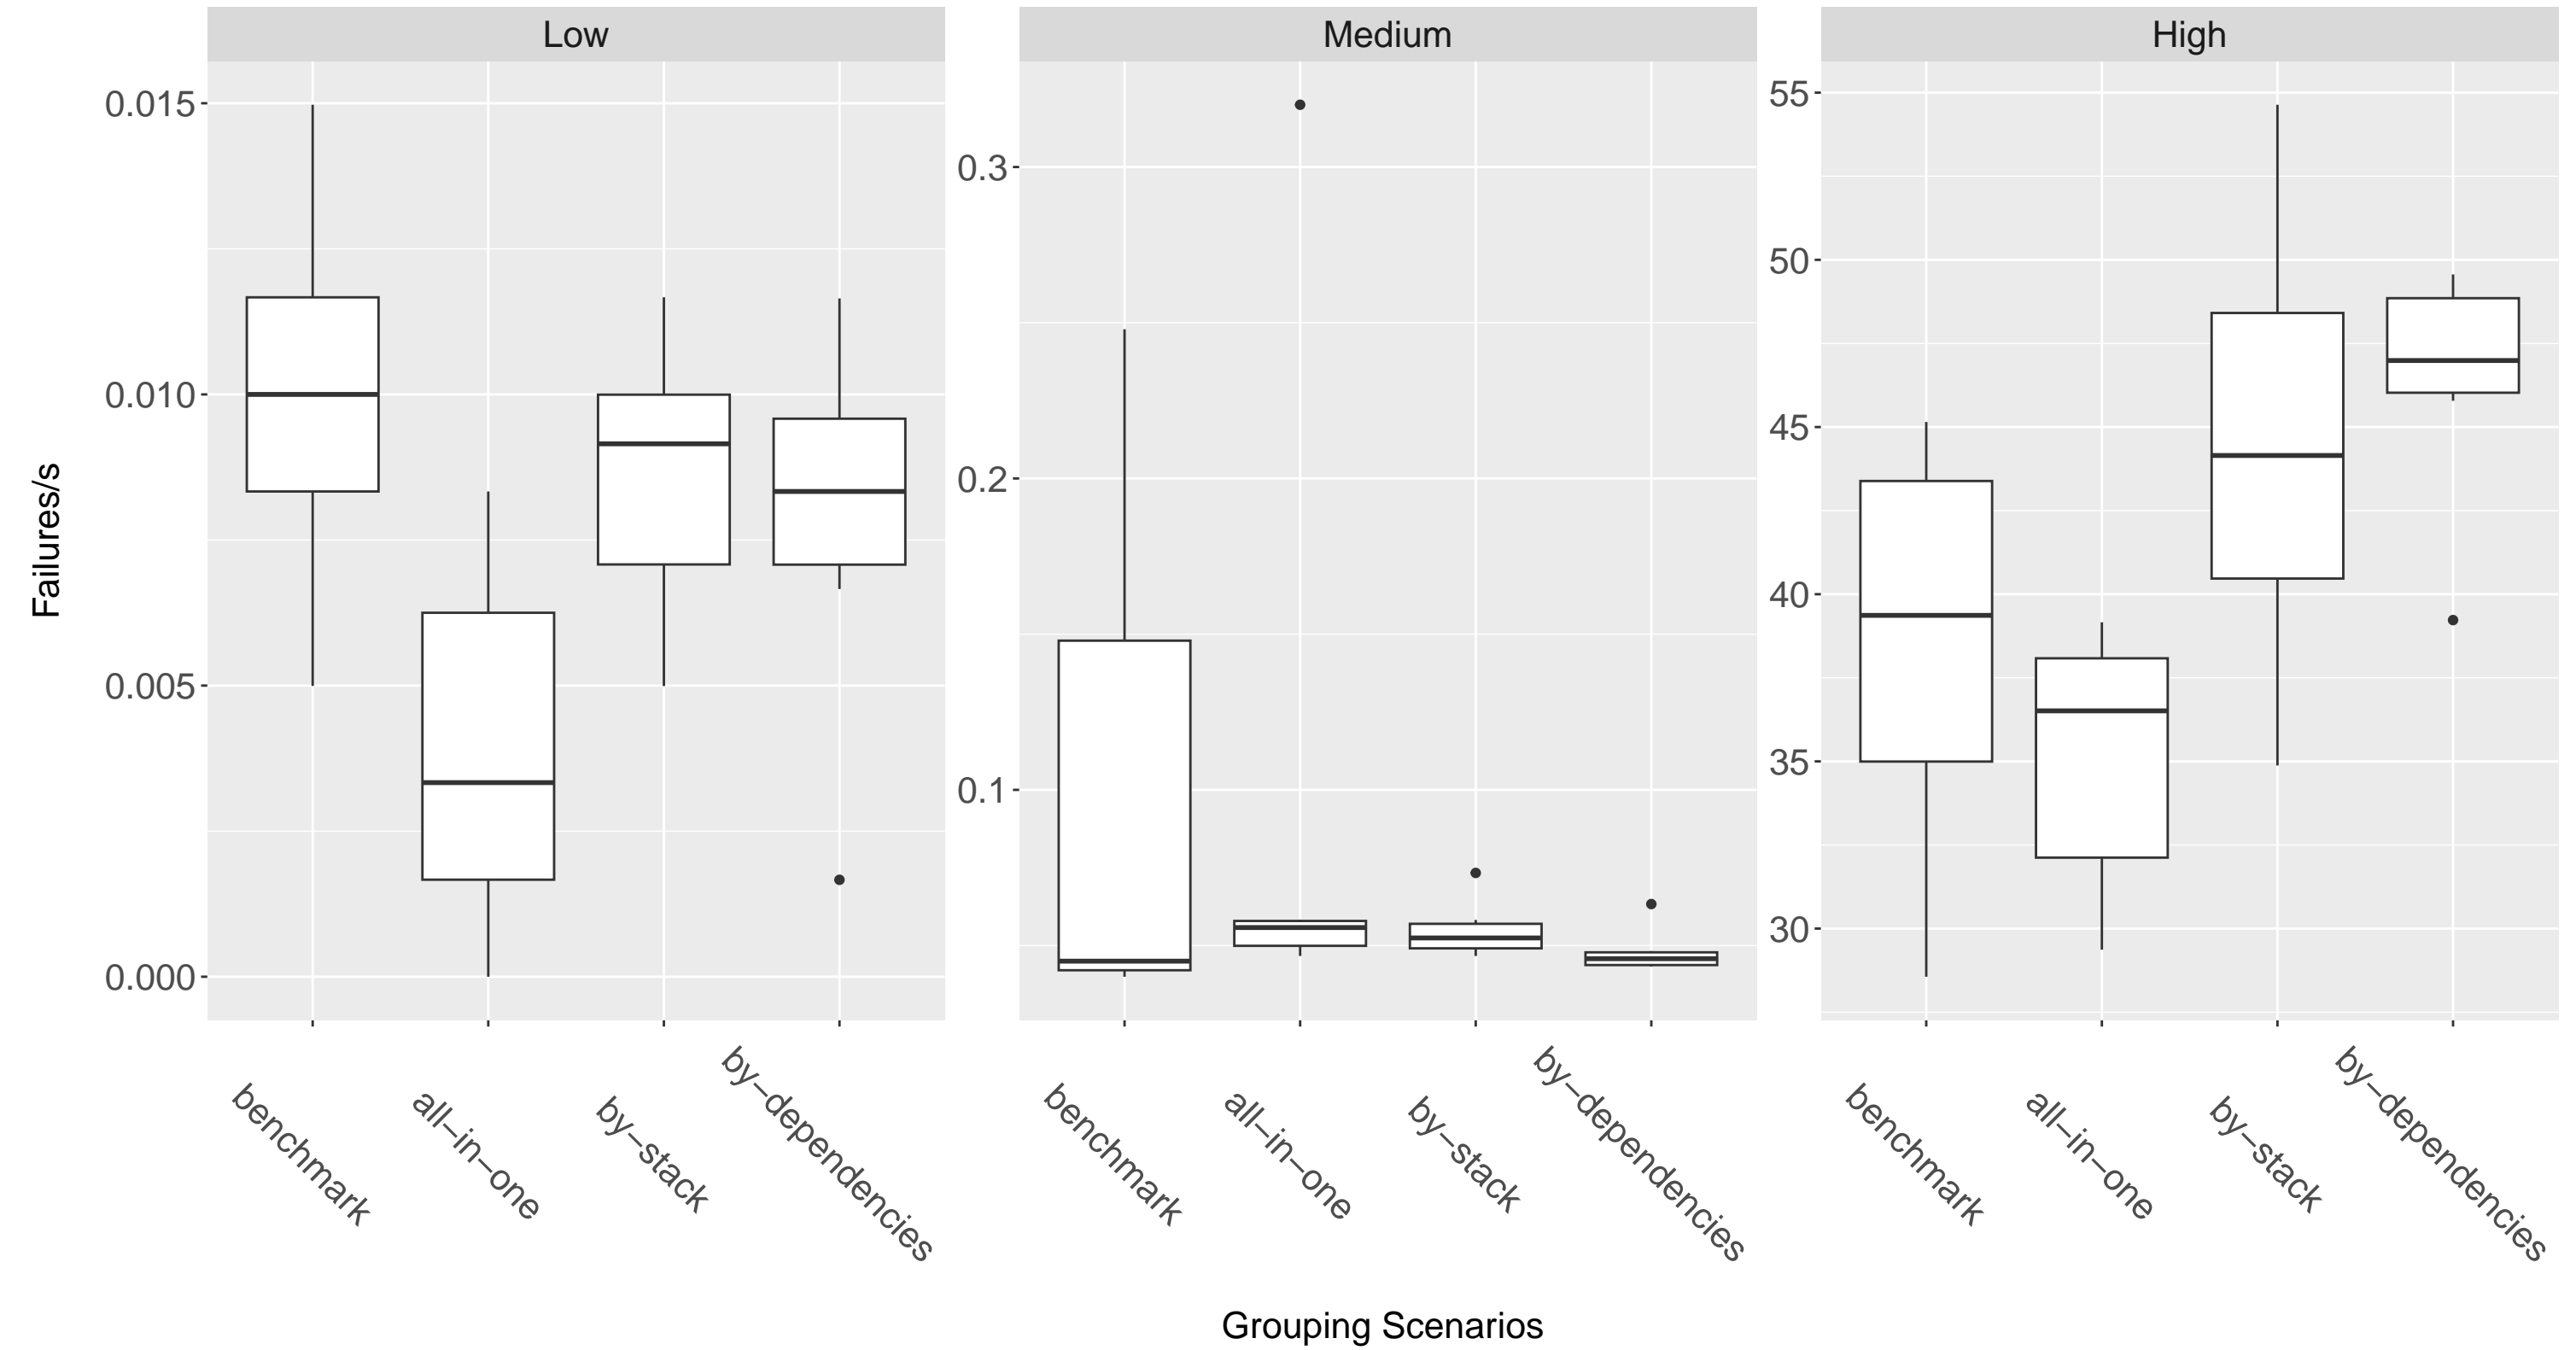 Low
Medium
High
Failures/s
0.015
0.010
0.005
0.000
0.3
0.2
0.1
55
50
45
40
35
30
benchmark
all−in−one
by−stack
by−dependencies
benchmark
all−in−one
by−stack
by−dependencies
benchmark
all−in−one
by−stack
by−dependencies
Grouping Scenarios